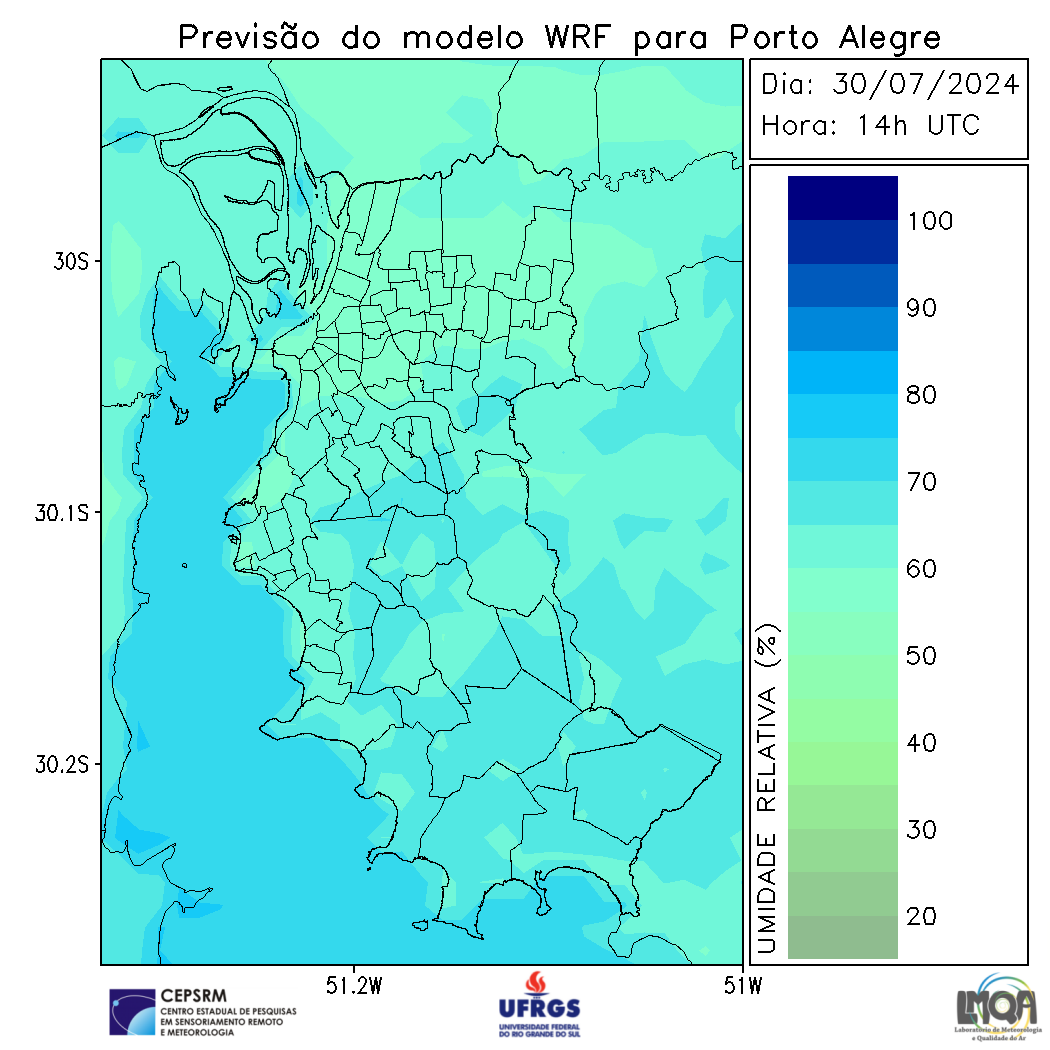 Previsão do modelo WRF para Porto Alegre
Dia: 30/07/2024
Hora: 14h UTC
30S
30.1S
30.2S
51.2W
51W
100
90
80
70
60
50
40
30
20
UMIDADE RELATIVA (%)
CEPSRM
CENTRO ESTADUAL DE PESQUISAS
EM SENSORIAMENTO REMOTO
E METEOROLOGIA
UFRGS
UNIVERSIDADE FEDERAL
DO RIO GRANDE DO SUL
LMQA
Laboratório de Meteorologia
e Qualidade do Ar